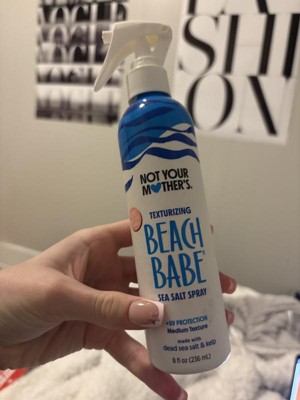 FASHION
NOT YOUR
MOTHER'S.
TEXTURIZING
BEACH
BABE
SEA SALT SPRAY
+UV PROTECTION
Medium Texture
made with
dead sea salt & kelp
8 fl oz (236 mL)